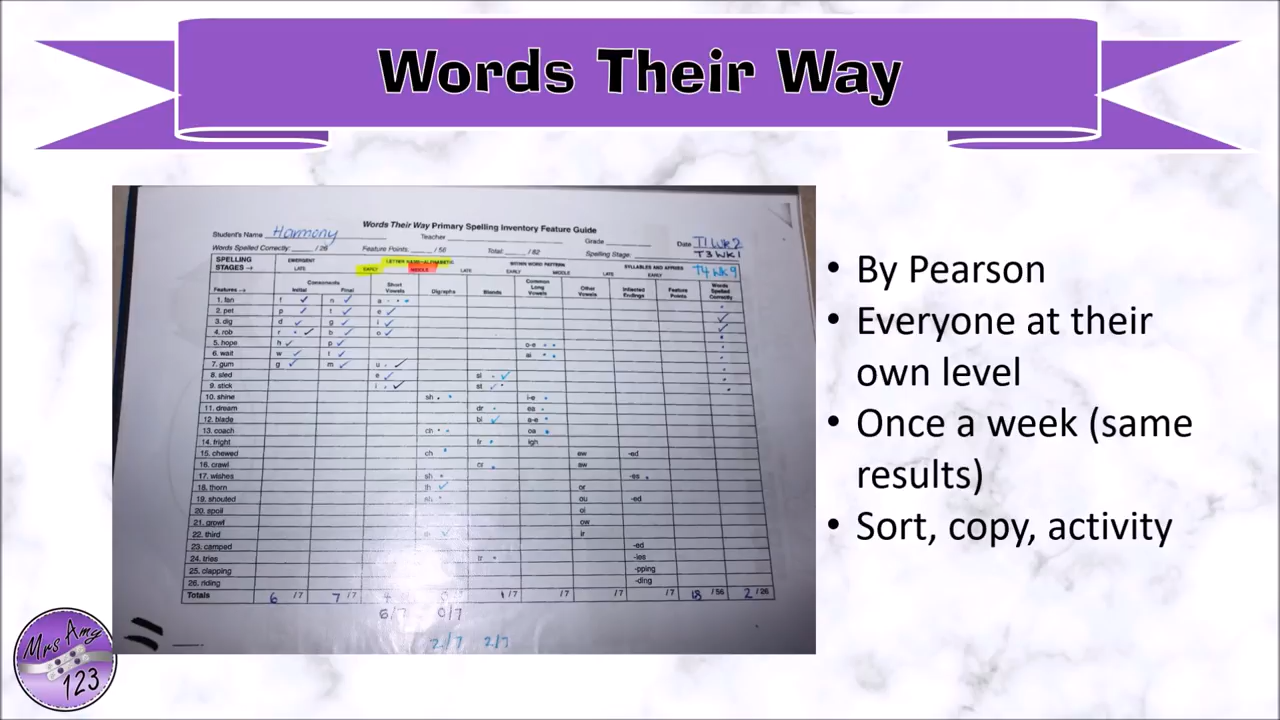 Words Their Way
Words Their Way Primary Spelling Inventory Feature Guide
Student's Name Harmony Teacher Grade Date T1 WK2
T3 WK1
T4 WK9
Words Spelled Correctly: /26 Feature Points: /56 Total: /82 Spelling Stage:
SPELLING STAGES → EMERGENT LETTER NAME–ALPHABETIC WITHIN WORD PATTERN SYLLABLES AND AFFIXES Words Spelled Correctly
LATE EARLY MIDDLE LATE EARLY MIDDLE LATE EARLY
Features → Consonants Initial Final Short Vowels Digraphs Blends Common Long Vowels Other Vowels Inflected Endings Feature Points
1. fan f n a
2. pet p t e
3. dig d g i
4. rob r b o
5. hope h p o-e
6. wait w t ai
7. gum g m u
8. sled e sl
9. stick i st
10. shine sh i-e
11. dream dr ea
12. blade bl a-e
13. coach ch oa
14. fright fr igh
15. chewed ch ew -ed
16. crawl cr aw
17. wishes sh -es
18. thorn th or
19. shouted sh ou -ed
20. spoil oi
21. growl ow
22. third th ir
23. camped -ed
24. tries tr -ies
25. clapping -pping
26. riding -ding
Totals 6 /7 7 /7 4 1/7 /7 /7 /7 18 /56 2 /26
6/7 0/7
2/7 2/7
• By Pearson
• Everyone at their
own level
• Once a week (same
results)
• Sort, copy, activity
Mrs Amy
123